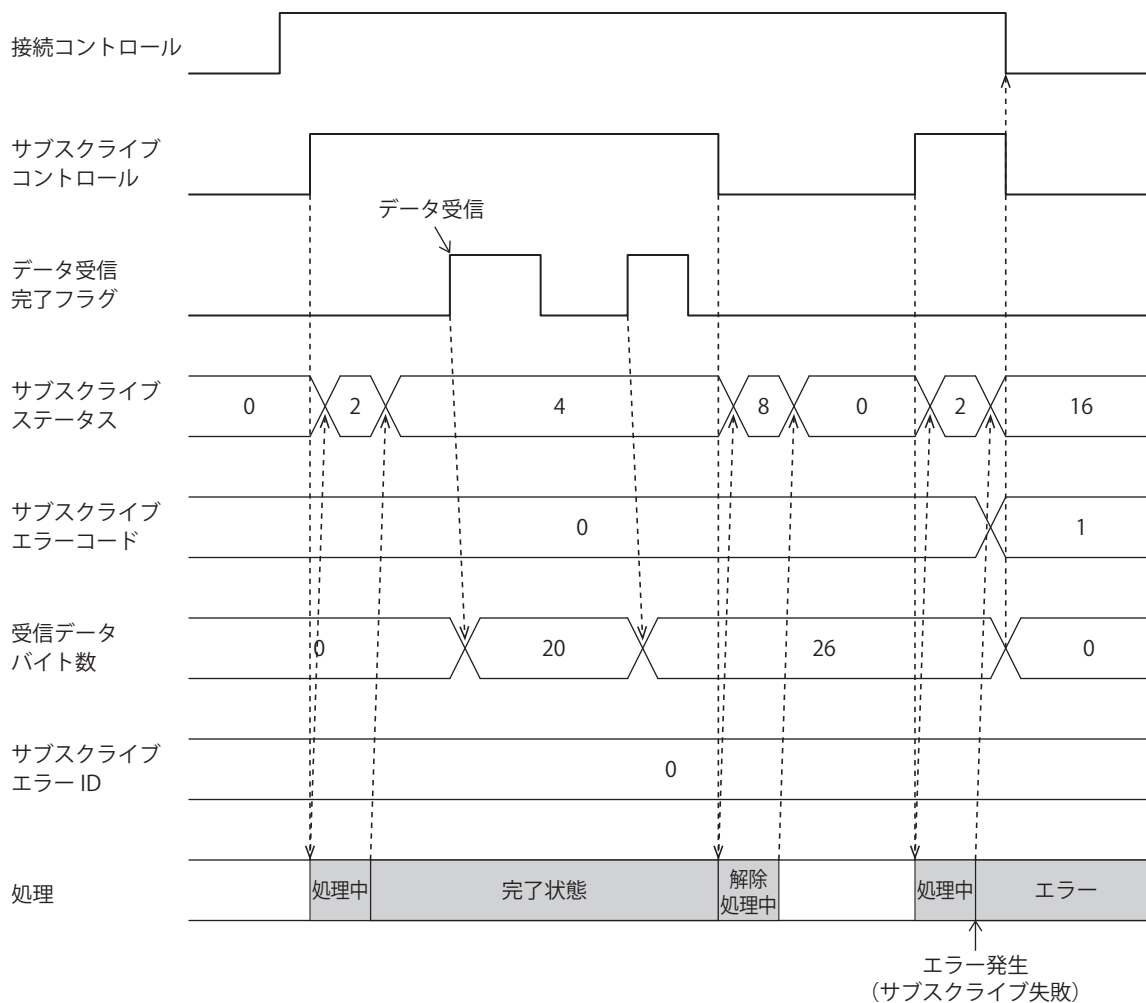 接続コントロール
サブスクライブ
コントロール
データ受信
データ受信
完了フラグ
サブスクライブ
ステータス
0 2 4 8 0 2 16
サブスクライブ
エラーコード
0 1
受信データ
バイト数
0 20 26 0
サブスクライブ
エラー ID
0
処理
処理中 完了状態 解除 処理中 エラー
処理中
エラー発生
(サブスクライブ失敗)